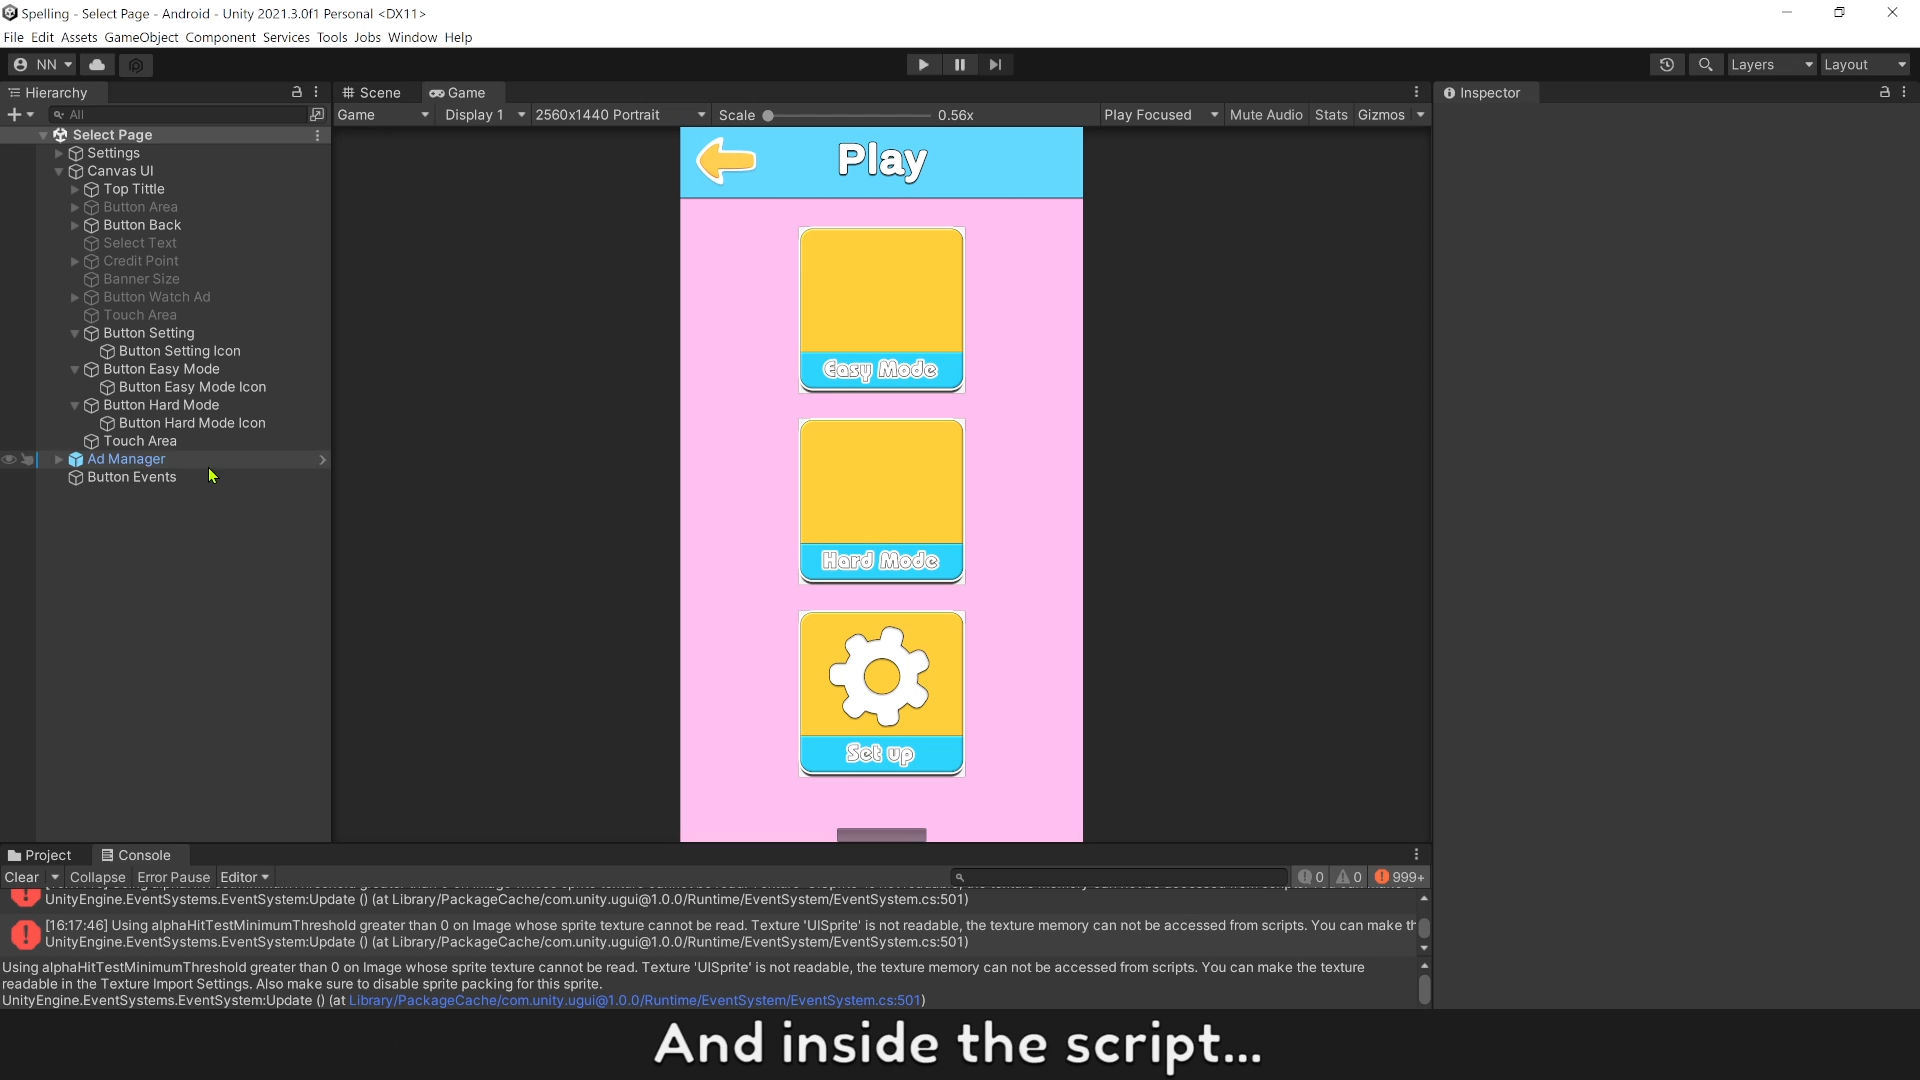 Spelling - Select Page - Android - Unity 2021.3.0f1 Personal <DX11>
File Edit Assets GameObject Component Services Tools Jobs Window Help
NN
Layers
Layout
Hierarchy
Scene
Game
Inspector
All
Game
Display 1
2560x1440 Portrait
Scale
0.56x
Play Focused
Mute Audio
Stats
Gizmos
Select Page
Settings
Canvas UI
Top Tittle
Button Area
Button Back
Select Text
Credit Point
Banner Size
Button Watch Ad
Touch Area
Button Setting
Button Setting Icon
Button Easy Mode
Button Easy Mode Icon
Button Hard Mode
Button Hard Mode Icon
Touch Area
Ad Manager
Button Events
Play
Easy Mode
Hard Mode
Set up
Project
Console
Clear
Collapse
Error Pause
Editor
0
0
999+
UnityEngine.EventSystems.EventSystem:Update () (at Library/PackageCache/com.unity.ugui@1.0.0/Runtime/EventSystem/EventSystem.cs:501)
[16:17:46] Using alphaHitTestMinimumThreshold greater than 0 on Image whose sprite texture cannot be read. Texture 'UISprite' is not readable, the texture memory can not be accessed from scripts. You can make th
UnityEngine.EventSystems.EventSystem:Update () (at Library/PackageCache/com.unity.ugui@1.0.0/Runtime/EventSystem/EventSystem.cs:501)
Using alphaHitTestMinimumThreshold greater than 0 on Image whose sprite texture cannot be read. Texture 'UISprite' is not readable, the texture memory can not be accessed from scripts. You can make the texture
readable in the Texture Import Settings. Also make sure to disable sprite packing for this sprite.
UnityEngine.EventSystems.EventSystem:Update () (at Library/PackageCache/com.unity.ugui@1.0.0/Runtime/EventSystem/EventSystem.cs:501)
And inside the script...